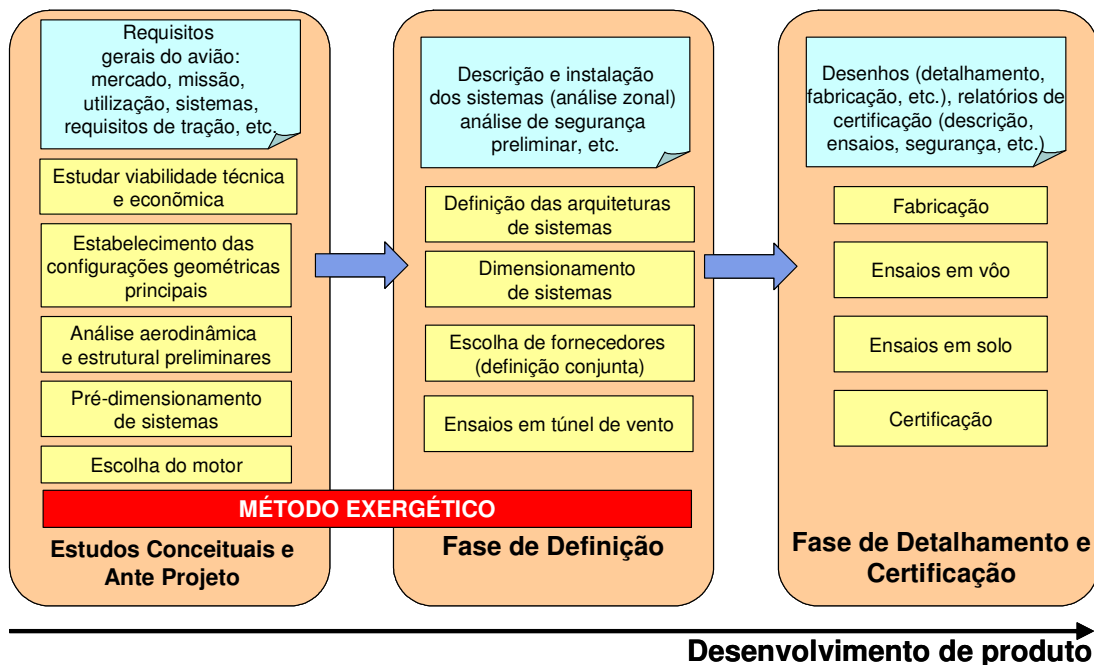 Requisitos
gerais do avião:
mercado, missão,
utilização, sistemas,
requisitos de tração, etc.
Estudar viabilidade técnica
e econômica
Estabelecimento das
configurações geométricas
principais
Análise aerodinâmica
e estrutural preliminares
Pré-dimensionamento
de sistemas
Escolha do motor
MÉTODO EXERGÉTICO
Estudos Conceituais e
Ante Projeto
Descrição e instalação
dos sistemas (análise zonal)
análise de segurança
preliminar, etc.
Definição das arquiteturas
de sistemas
Dimensionamento
de sistemas
Escolha de fornecedores
(definição conjunta)
Ensaios em túnel de vento
Fase de Definição
Desenhos (detalhamento,
fabricação, etc.), relatórios de
certificação (descrição,
ensaios, segurança, etc.)
Fabricação
Ensaios em vôo
Ensaios em solo
Certificação
Fase de Detalhamento e
Certificação
Desenvolvimento de produto